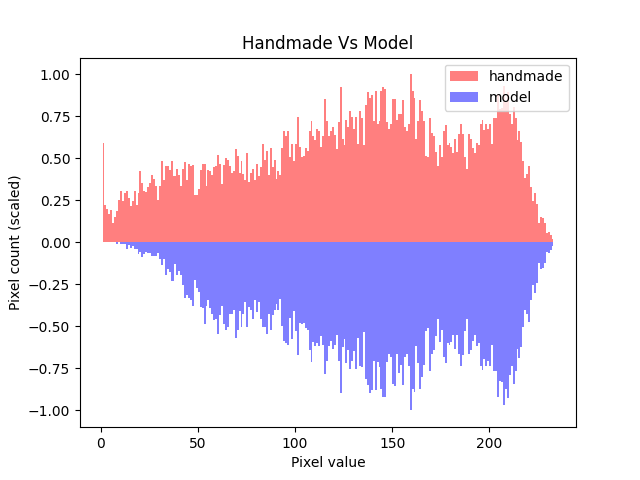 Handmade Vs Model
handmade
model
1.00
0.75
0.50
0.25
0.00
−0.25
−0.50
−0.75
−1.00
Pixel count (scaled)
0 50 100 150 200
Pixel value